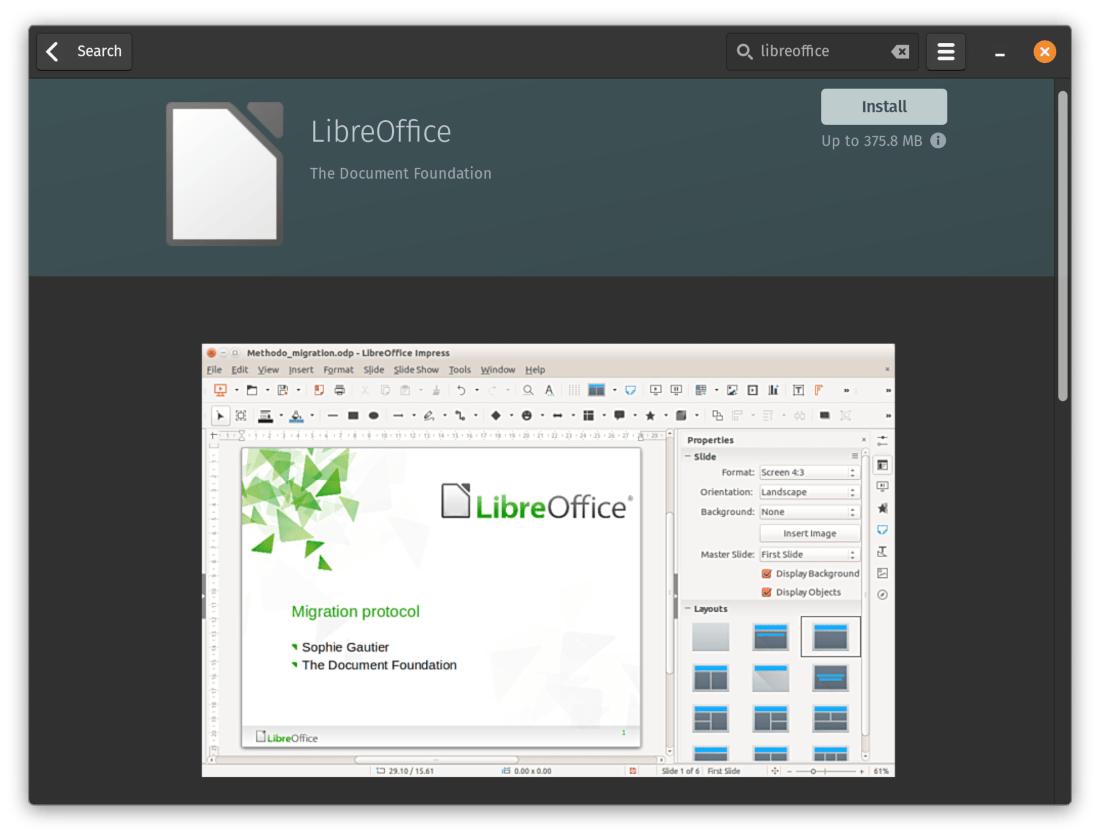 Search
libreoffice
LibreOffice
The Document Foundation
Install
Up to 375.8 MB
Methodo_migration.odp - LibreOffice Impress
File Edit View Insert Format Slide Slide Show Tools Window Help
Properties
Slide
Format: Screen 4:3
Orientation: Landscape
Background: None
Insert Image
Master Slide: First Slide
Display Background
Display Objects
Layouts
LibreOffice®
Migration protocol
Sophie Gautier
The Document Foundation
LibreOffice
1
29.10 / 15.61 0.00 x 0.00 Slide 1 of 6 First Slide 61%